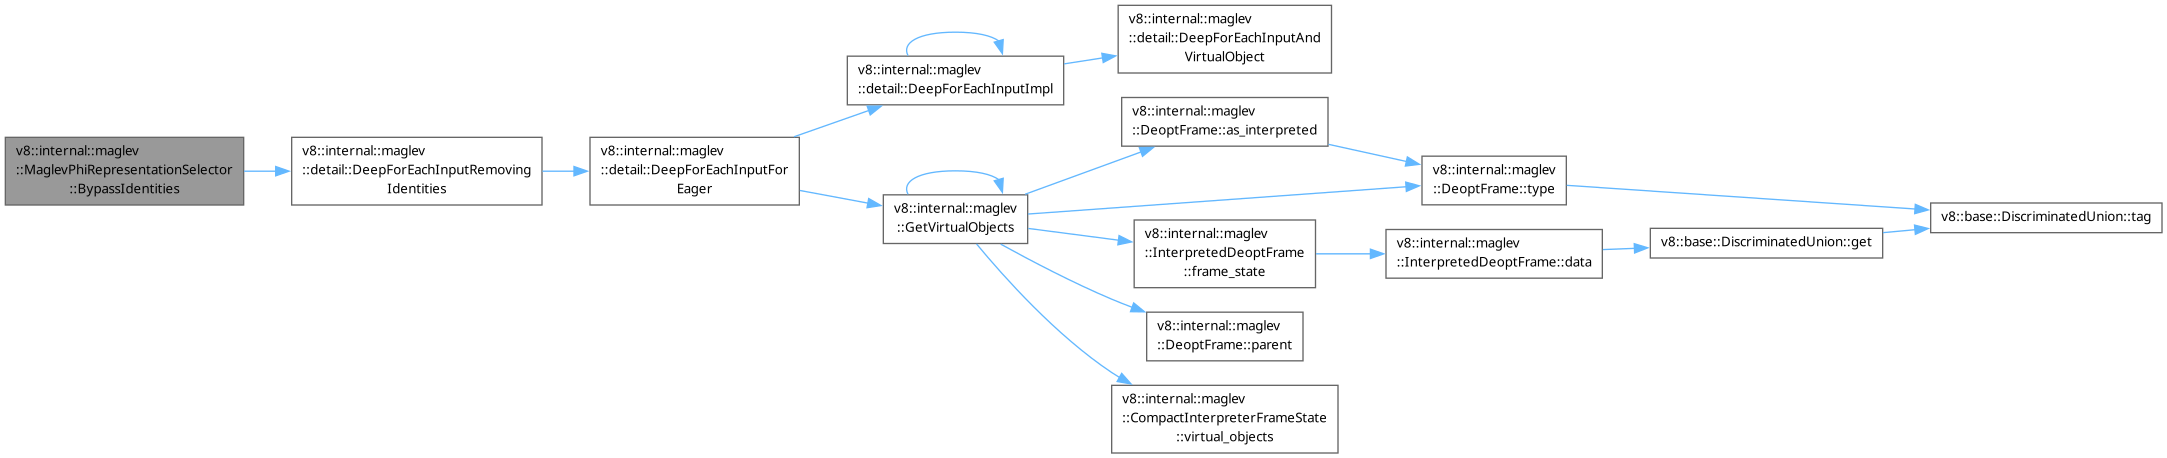 v8::internal::maglev
::MaglevPhiRepresentationSelector
::BypassIdentities
v8::internal::maglev
::detail::DeepForEachInputRemoving
Identities
v8::internal::maglev
::detail::DeepForEachInputFor
Eager
v8::internal::maglev
::detail::DeepForEachInputImpl
v8::internal::maglev
::detail::DeepForEachInputAnd
VirtualObject
v8::internal::maglev
::GetVirtualObjects
v8::internal::maglev
::DeoptFrame::as_interpreted
v8::internal::maglev
::DeoptFrame::type
v8::base::DiscriminatedUnion::tag
v8::internal::maglev
::InterpretedDeoptFrame
::frame_state
v8::internal::maglev
::InterpretedDeoptFrame::data
v8::base::DiscriminatedUnion::get
v8::internal::maglev
::DeoptFrame::parent
v8::internal::maglev
::CompactInterpreterFrameState
::virtual_objects